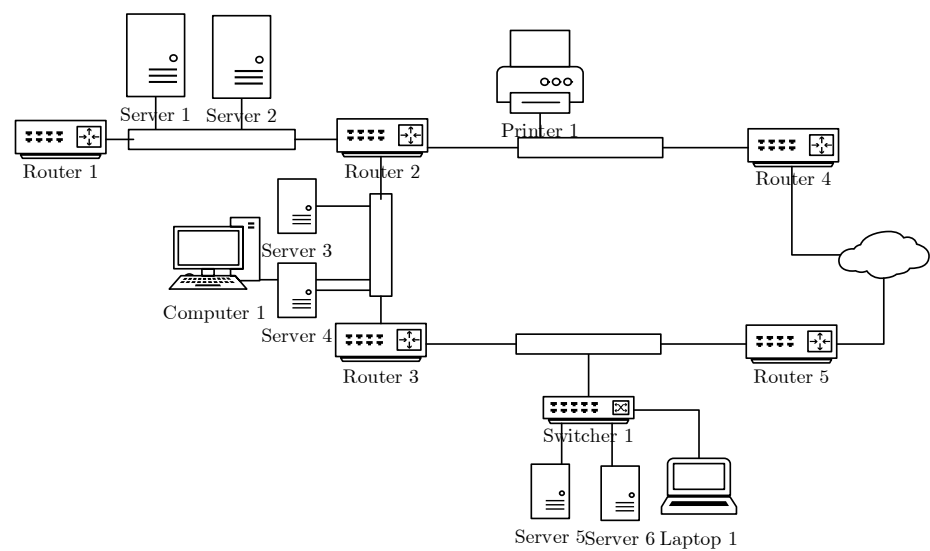 Server 1
Server 2
Printer 1
Router 1
Router 2
Router 4
Server 3
Computer 1
Server 4
Router 3
Router 5
Switcher 1
Server 5
Server 6
Laptop 1